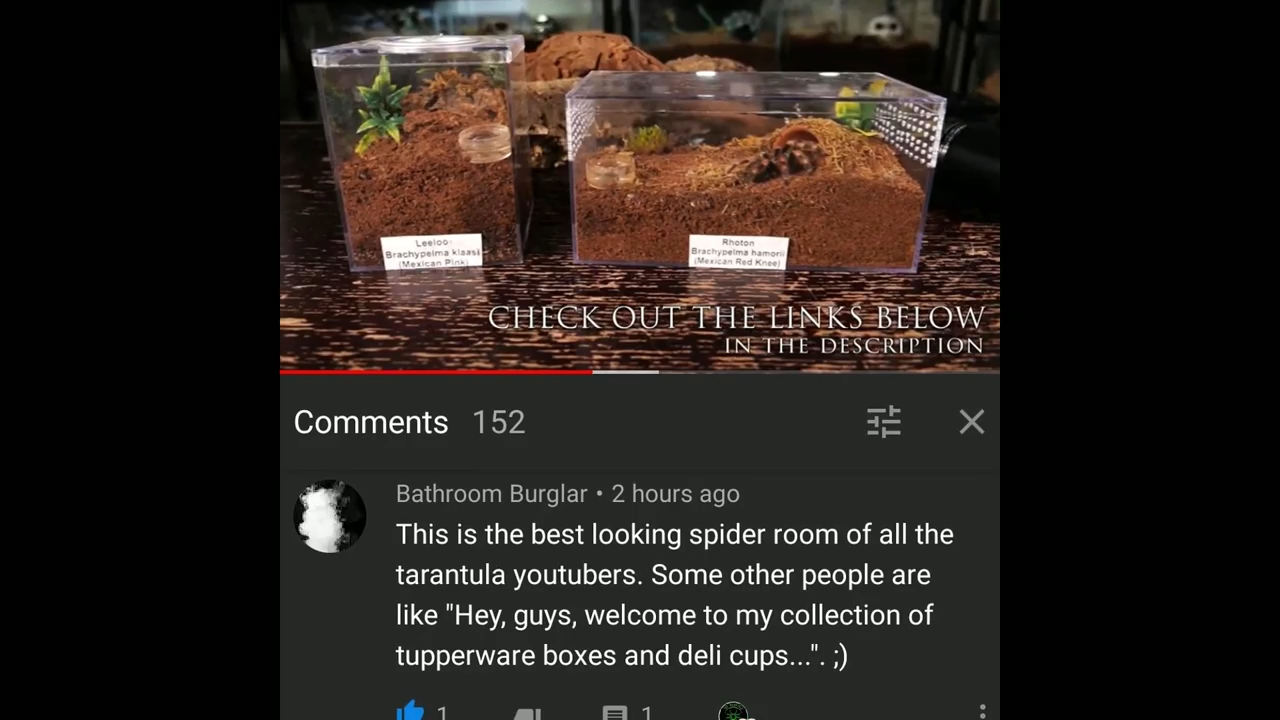 Leeloo
Brachypelma klaasi
(Mexican Pink)
Rhoton
Brachypelma hamorii
(Mexican Red Knee)
CHECK OUT THE LINKS BELOW
IN THE DESCRIPTION
Comments 152
Bathroom Burglar • 2 hours ago
This is the best looking spider room of all the
tarantula youtubers. Some other people are
like "Hey, guys, welcome to my collection of
tupperware boxes and deli cups...". ;)
1 1